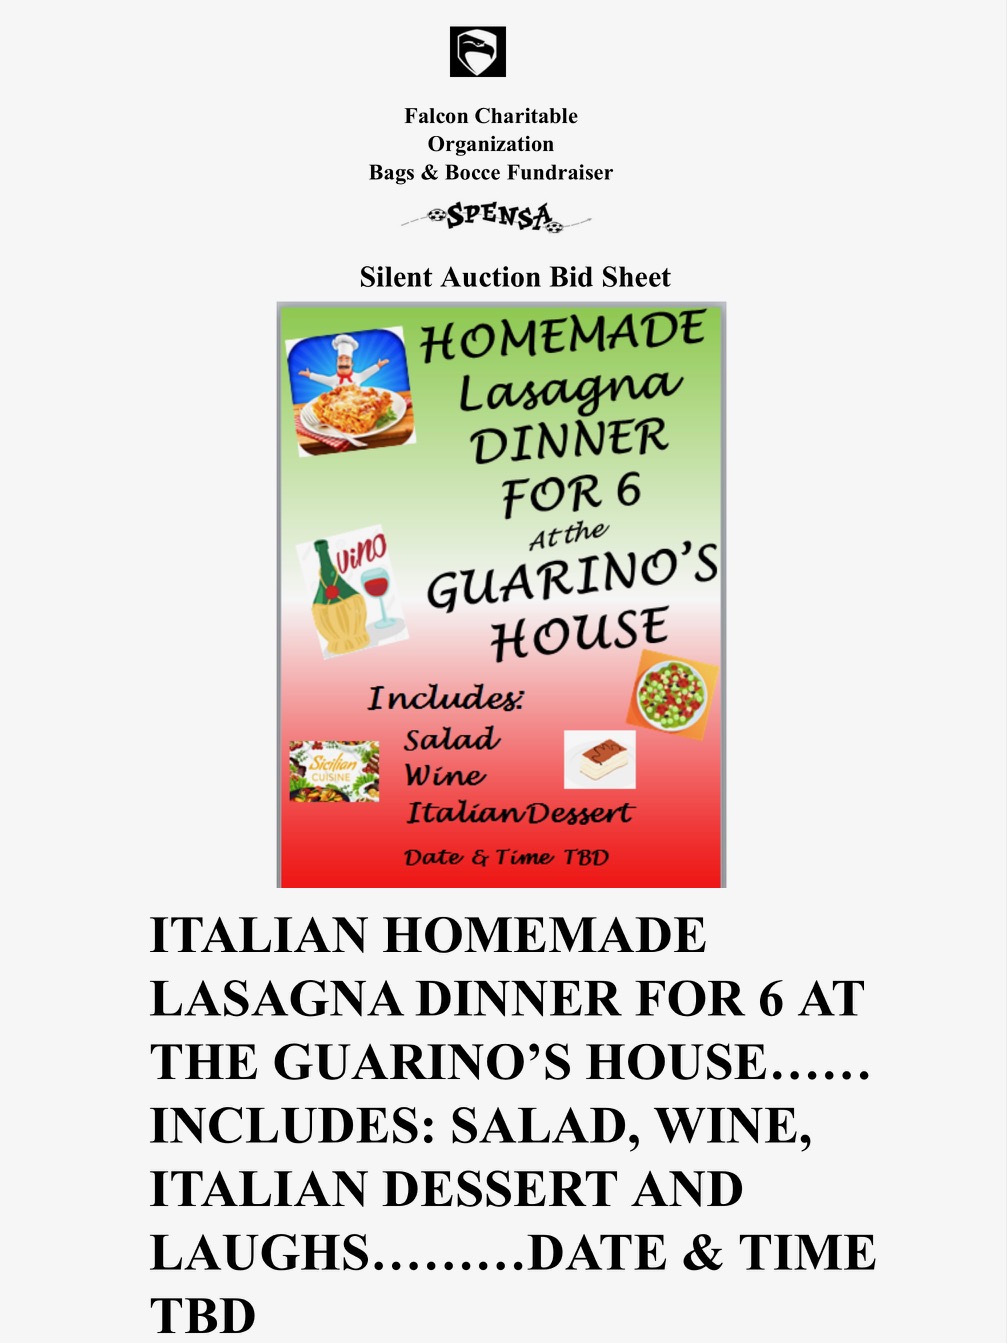 Falcon Charitable
Organization
Bags & Bocce Fundraiser
SPENSA
Silent Auction Bid Sheet
HOMEMADE
Lasagna
DINNER
FOR 6
At the
GUARINO'S
HOUSE
vino
Includes:
Salad
Wine
Sicilian
CUISINE
Italian Dessert
Date & Time TBD
ITALIAN HOMEMADE
LASAGNA DINNER FOR 6 AT
THE GUARINO’S HOUSE……
INCLUDES: SALAD, WINE,
ITALIAN DESSERT AND
LAUGHS………DATE & TIME
TBD